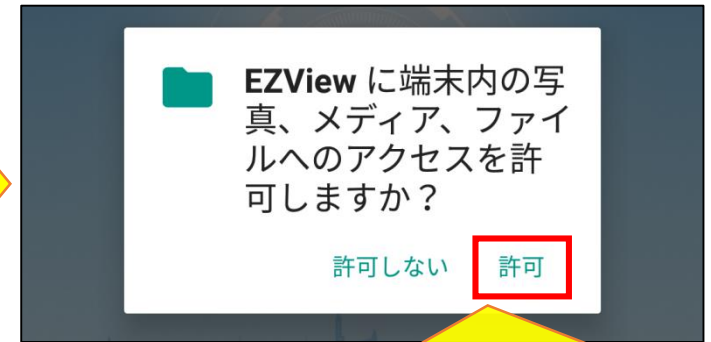 EZView に端末内の写
真、メディア、ファイ
ルへのアクセスを許
可しますか？
許可しない 許可